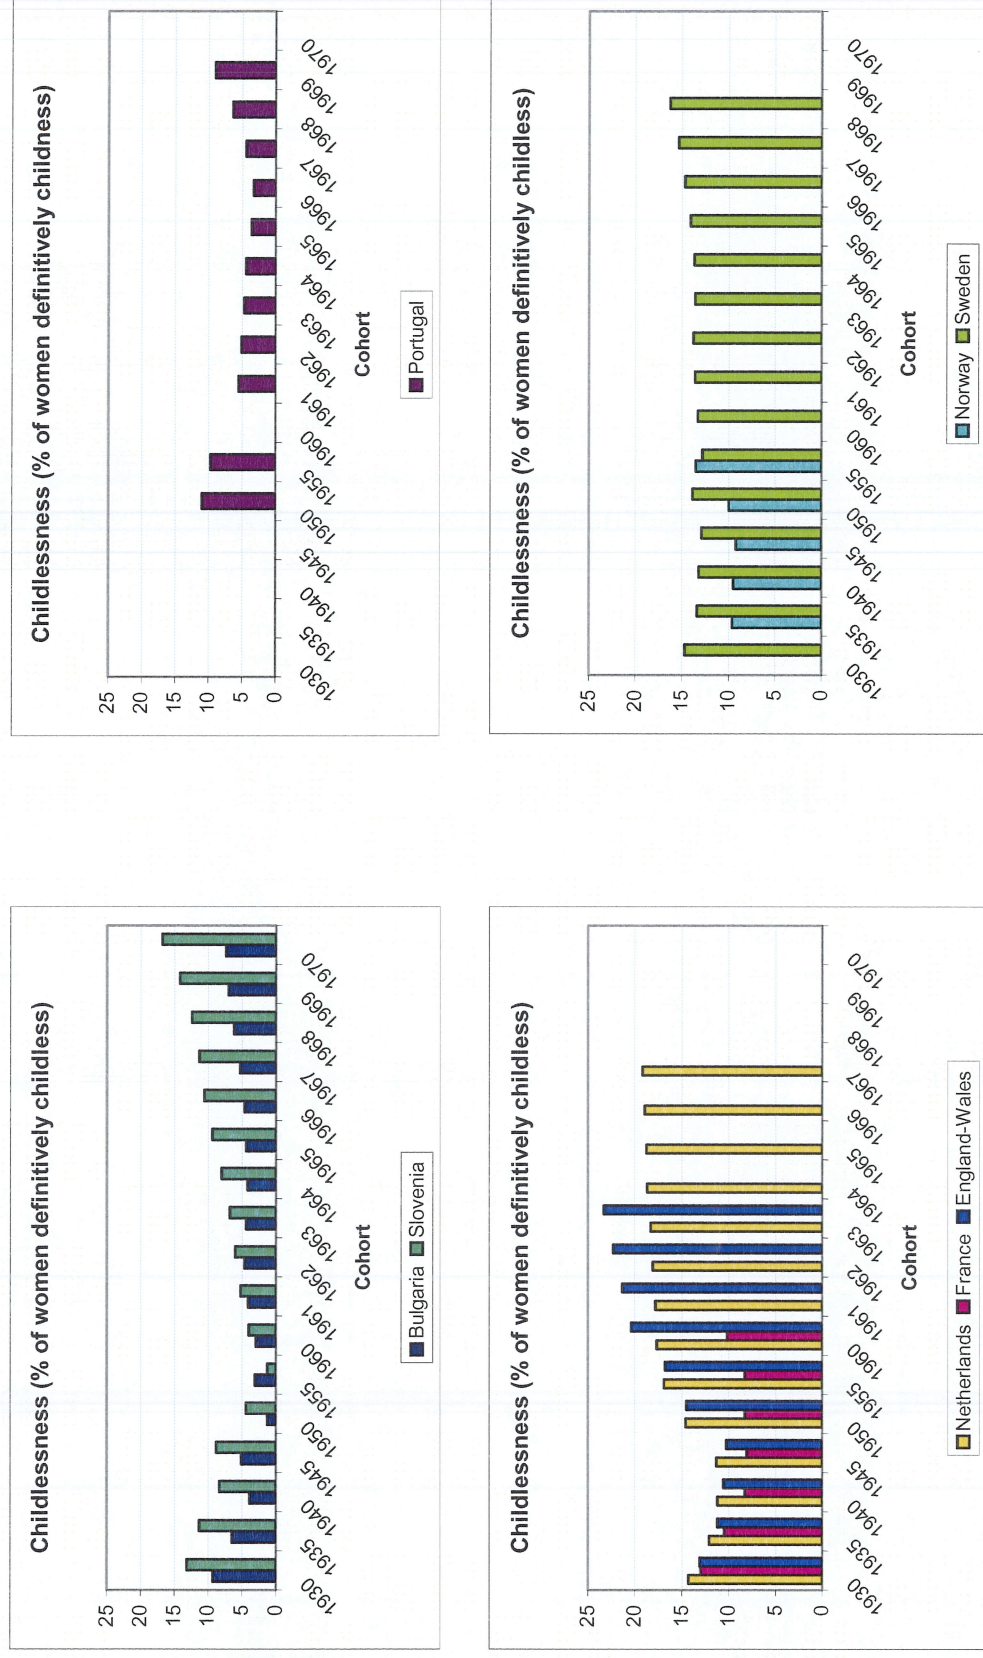 Childlessness (% of women definitively childless)
25
20
15
10
5
0
1930 1935 1940 1945 1950 1955 1960 1961 1962 1963 1964 1965 1966 1967 1968 1969 1970
Cohort
Bulgaria Slovenia
Childlessness (% of women definitively childness)
25
20
15
10
5
0
1930 1935 1940 1945 1950 1955 1960 1961 1962 1963 1964 1965 1966 1967 1968 1969 1970
Cohort
Portugal
Childlessness (% of women definitively childless)
25
20
15
10
5
0
1930 1935 1940 1945 1950 1955 1960 1961 1962 1963 1964 1965 1966 1967 1968 1969 1970
Cohort
Netherlands France England-Wales
Childlessness (% of women definitively childless)
25
20
15
10
5
0
1930 1935 1940 1945 1950 1955 1960 1961 1962 1963 1964 1965 1966 1967 1969 1970
Cohort
Norway Sweden